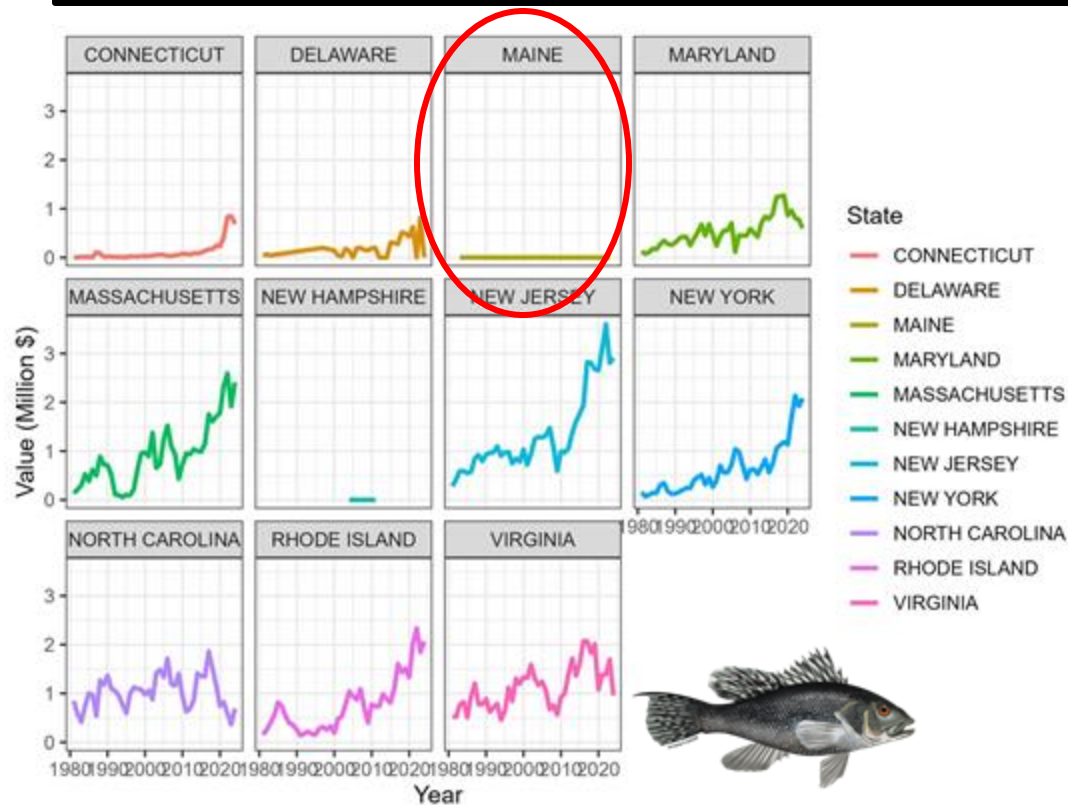 CONNECTICUT DELAWARE MAINE MARYLAND
3
2
1
0
MASSACHUSETTS NEW HAMPSHIRE NEW JERSEY NEW YORK
3
2
1
0
1980 1990 2000 2010 2020
NORTH CAROLINA RHODE ISLAND VIRGINIA
3
2
1
0
1980 1990 2000 2010 2020 1980 1990 2000 2010 2020 1980 1990 2000 2010 2020
Year
Value (Million $)
State
CONNECTICUT
DELAWARE
MAINE
MARYLAND
MASSACHUSETTS
NEW HAMPSHIRE
NEW JERSEY
NEW YORK
NORTH CAROLINA
RHODE ISLAND
VIRGINIA